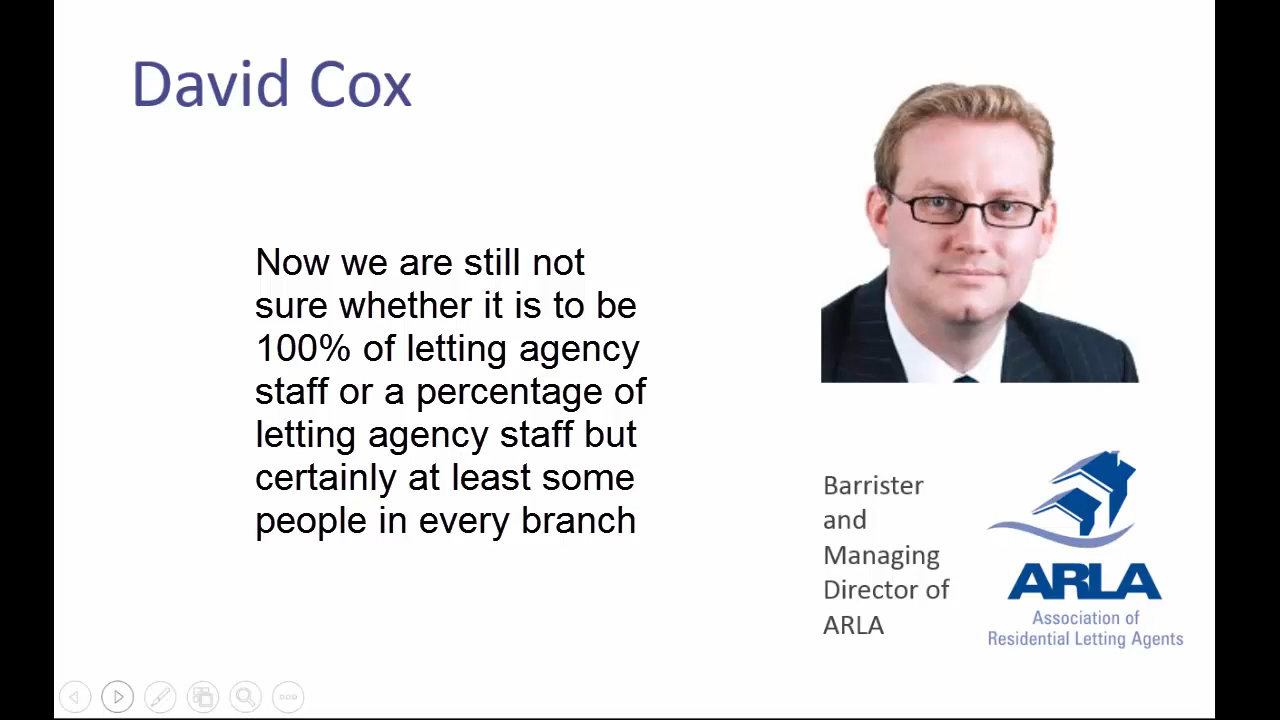 David Cox
Now we are still not
sure whether it is to be
100% of letting agency
staff or a percentage of
letting agency staff but
certainly at least some
people in every branch
Barrister
and
Managing
Director of
ARLA
ARLA
Association of
Residential Letting Agents